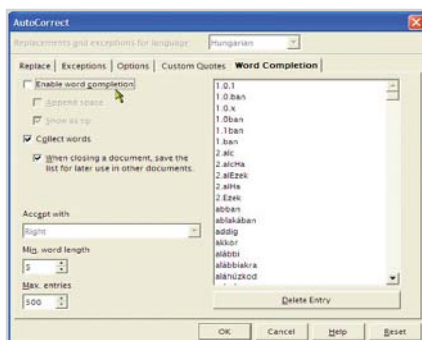 AutoCorrect
Replacements and exceptions for language Hungarian
Replace Exceptions Options Custom Quotes Word Completion
Enable word completion
Append space
Show as tip
Collect words
When closing a document, save the
list for later use in other documents.
Accept with
Right
Min. word length
5
Max. entries
500
1.0.1
1.0.ban
1.0.x
1.0ban
1.1ban
1.ban
2.alc
2.alcHa
2.alEzek
2.alHa
2.Ezek
abban
ablakában
addig
akkor
alábbi
alábbiakra
aláhúzkod
Delete Entry
OK Cancel Help Reset